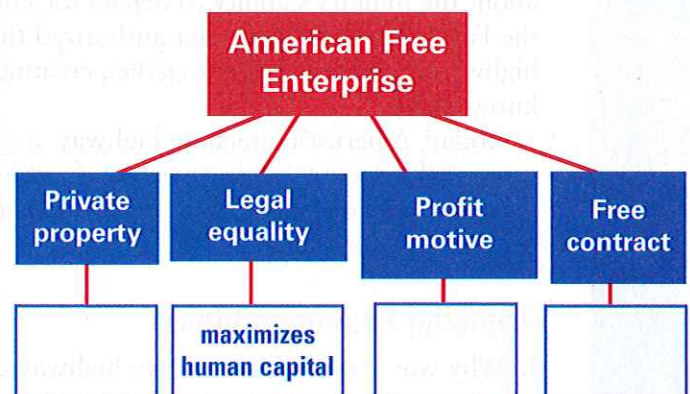 American Free
Enterprise
Private
property
Legal
equality
Profit
motive
Free
contract
maximizes
human capital